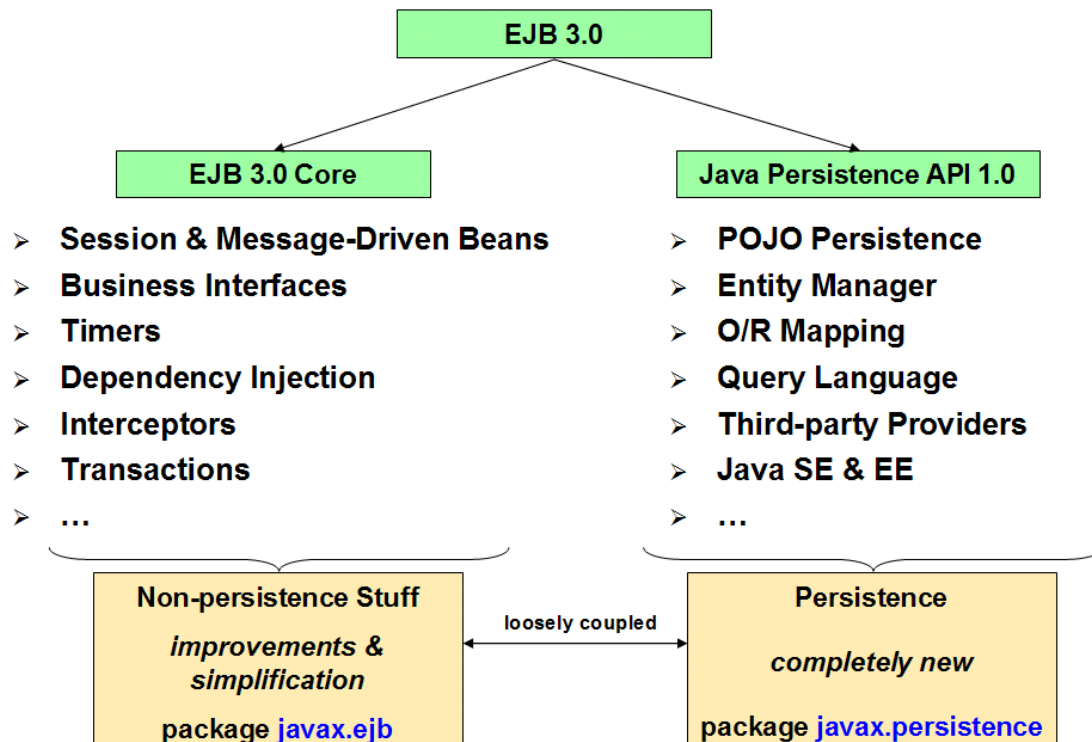 EJB 3.0
EJB 3.0 Core
➢ Session & Message-Driven Beans
➢ Business Interfaces
➢ Timers
➢ Dependency Injection
➢ Interceptors
➢ Transactions
➢ ...
Non-persistence Stuff
improvements &
simplification
package javax.ejb
loosely coupled
Java Persistence API 1.0
➢ POJO Persistence
➢ Entity Manager
➢ O/R Mapping
➢ Query Language
➢ Third-party Providers
➢ Java SE & EE
➢ ...
Persistence
completely new
package javax.persistence